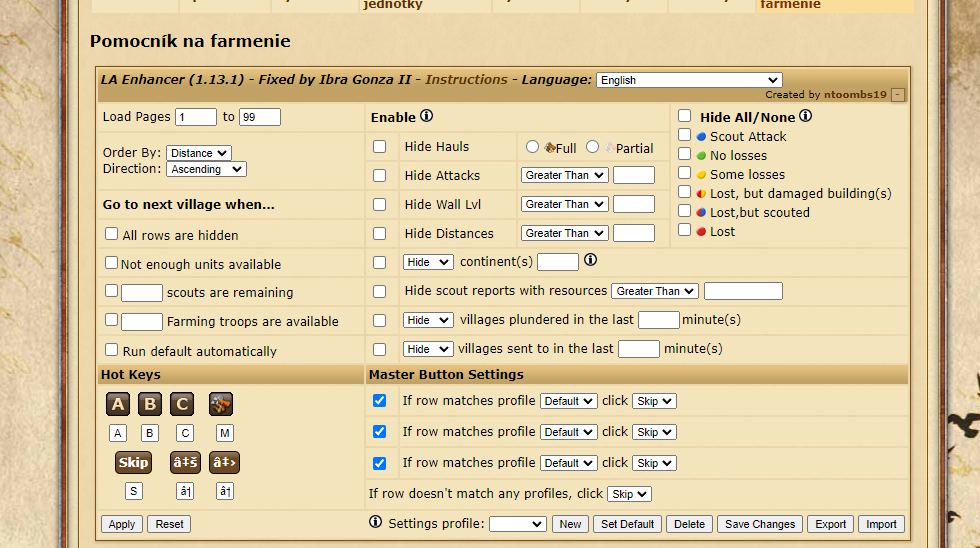 jednotky
farmenie
Pomocník na farmenie
LA Enhancer (1.13.1) - Fixed by Ibra Gonza II - Instructions - Language: English
Created by ntoombs19 -
Load Pages 1 to 99
Order By: Distance
Direction: Ascending
Go to next village when...
All rows are hidden
Not enough units available
scouts are remaining
Farming troops are available
Run default automatically
Enable
Hide Hauls Full Partial
Hide Attacks Greater Than
Hide Wall Lvl Greater Than
Hide Distances Greater Than
Hide continent(s)
Hide scout reports with resources Greater Than
Hide villages plundered in the last minute(s)
Hide villages sent to in the last minute(s)
Hide All/None
Scout Attack
No losses
Some losses
Lost, but damaged building(s)
Lost,but scouted
Lost
Hot Keys
A B C
A B C M
Skip â‡š â‡›
S â† â†
Master Button Settings
If row matches profile Default click Skip
If row matches profile Default click Skip
If row matches profile Default click Skip
If row doesn't match any profiles, click Skip
Apply Reset
Settings profile: New Set Default Delete Save Changes Export Import